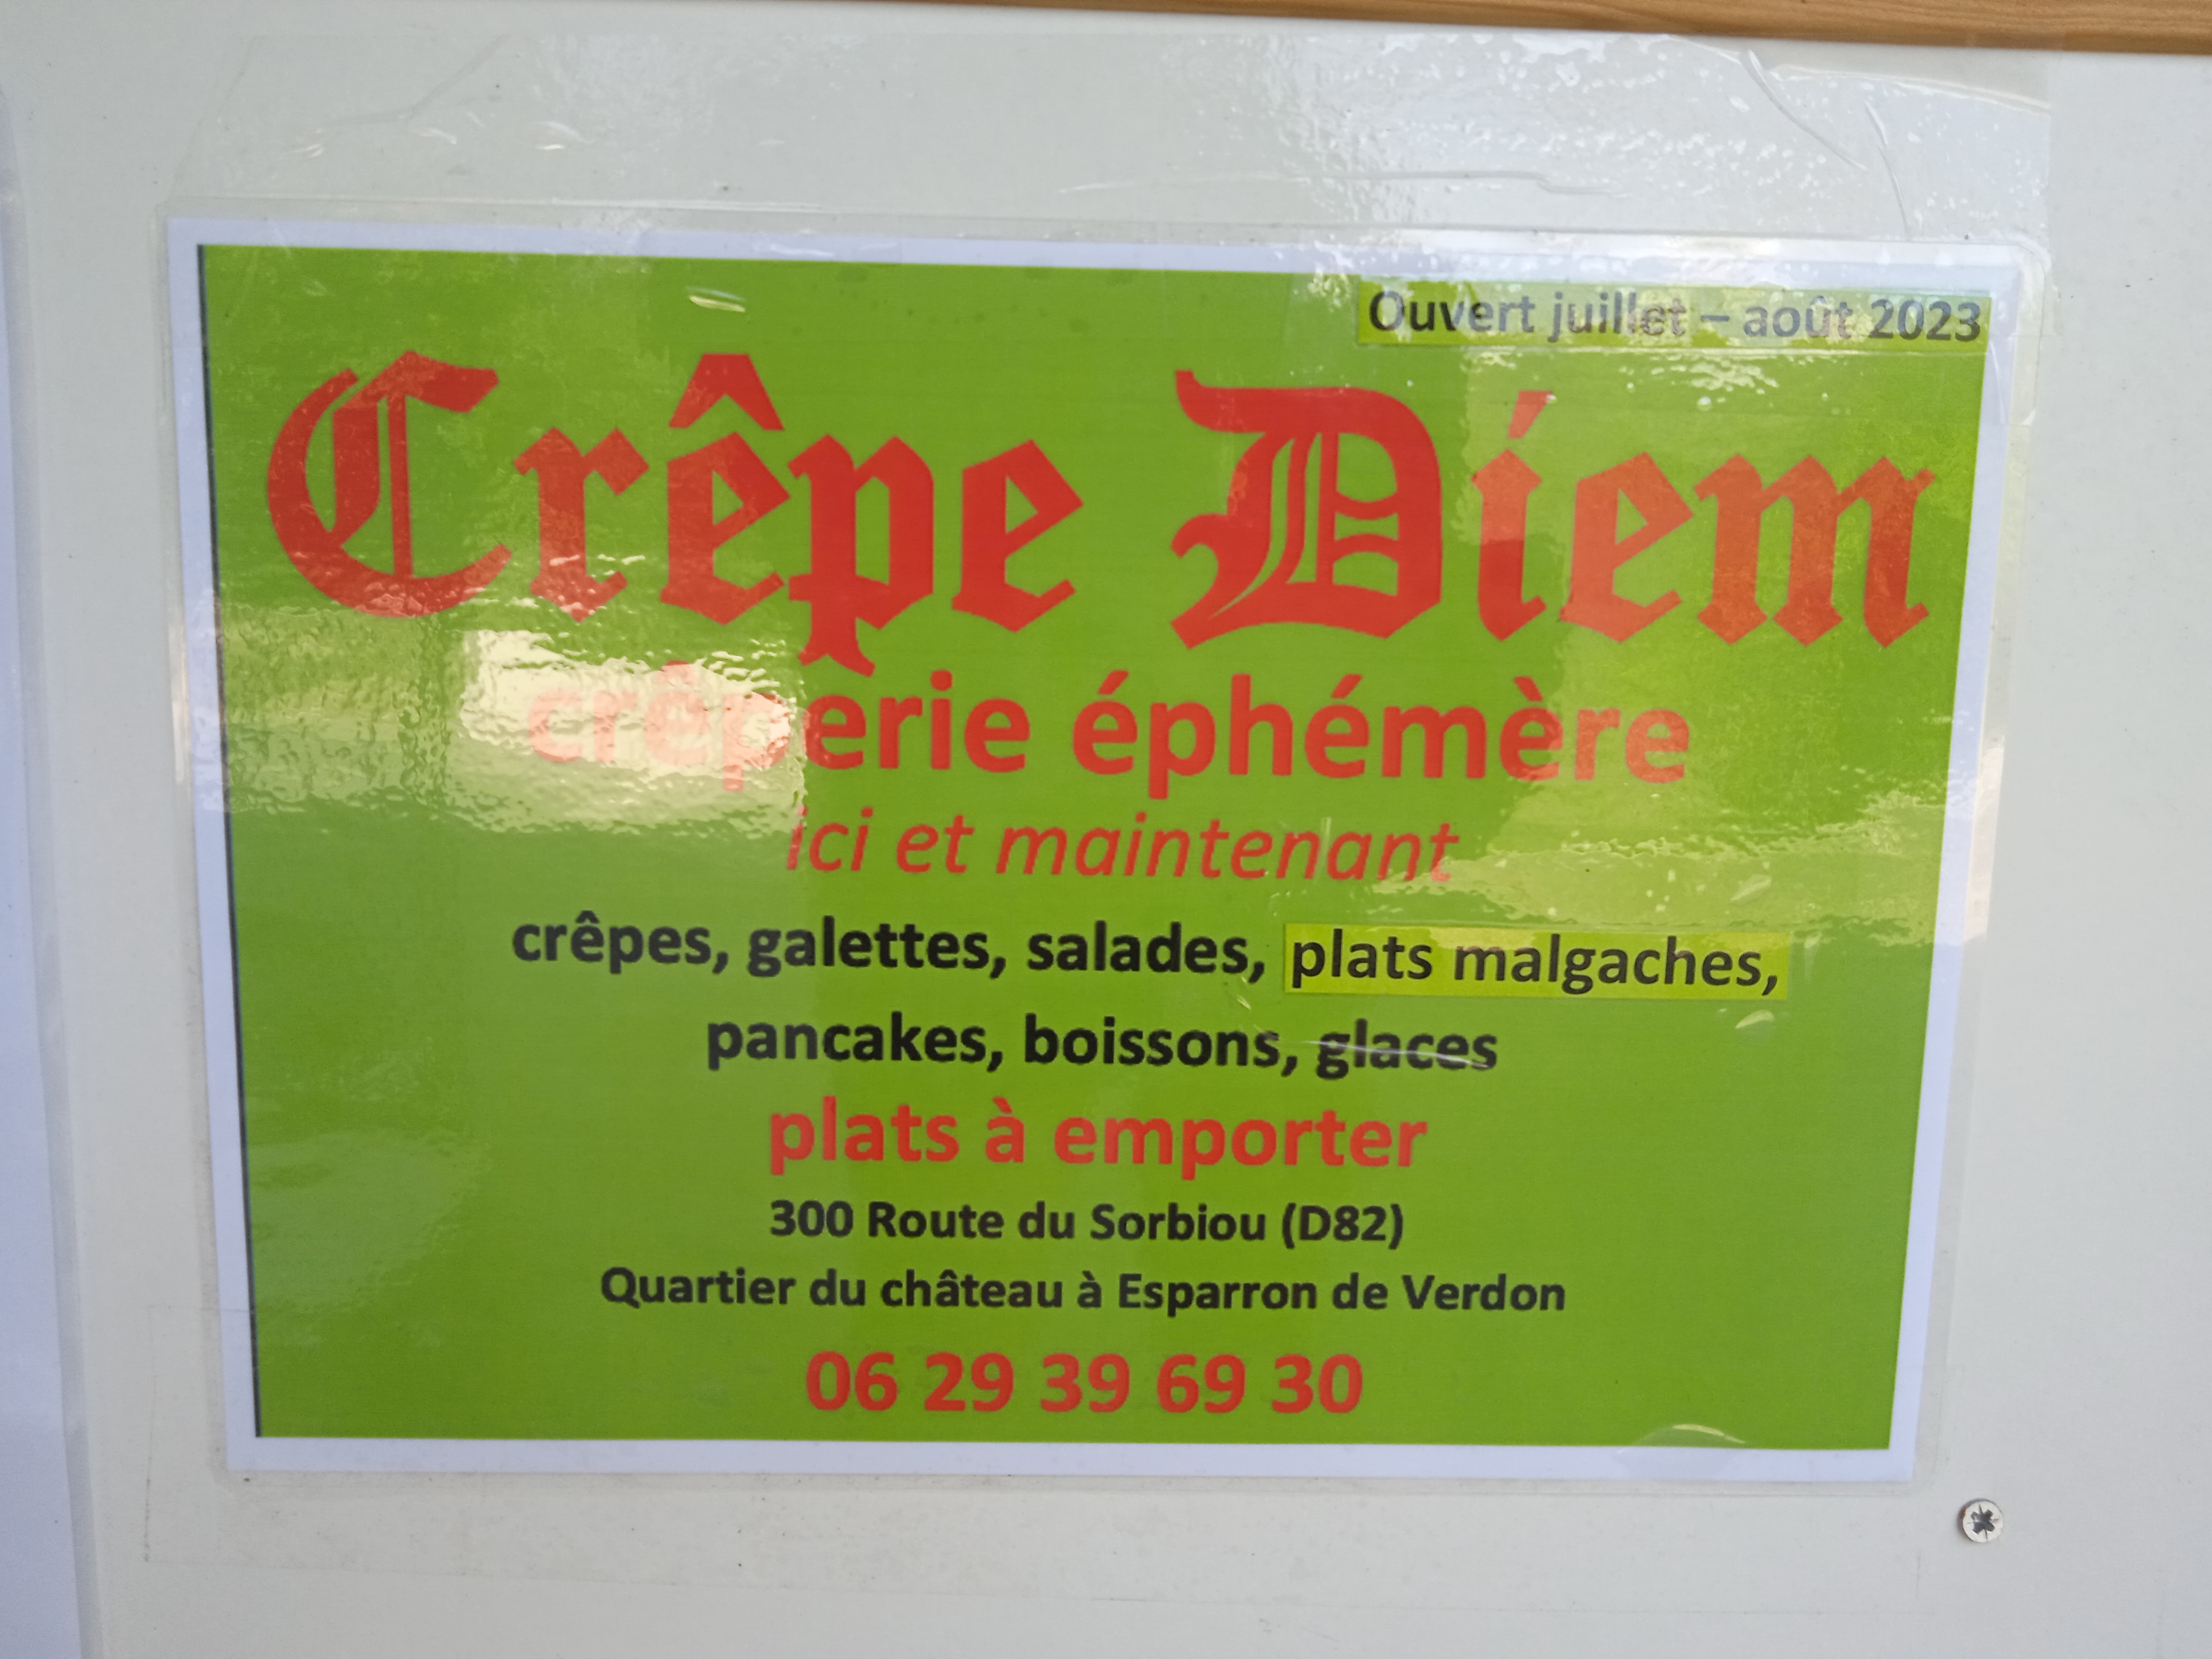 Ouvert juillet – août 2023
Crêpe Diem
crêperie éphémère
ici et maintenant
crêpes, galettes, salades, plats malgaches,
pancakes, boissons, glaces
plats à emporter
300 Route du Sorbiou (D82)
Quartier du château à Esparron de Verdon
06 29 39 69 30